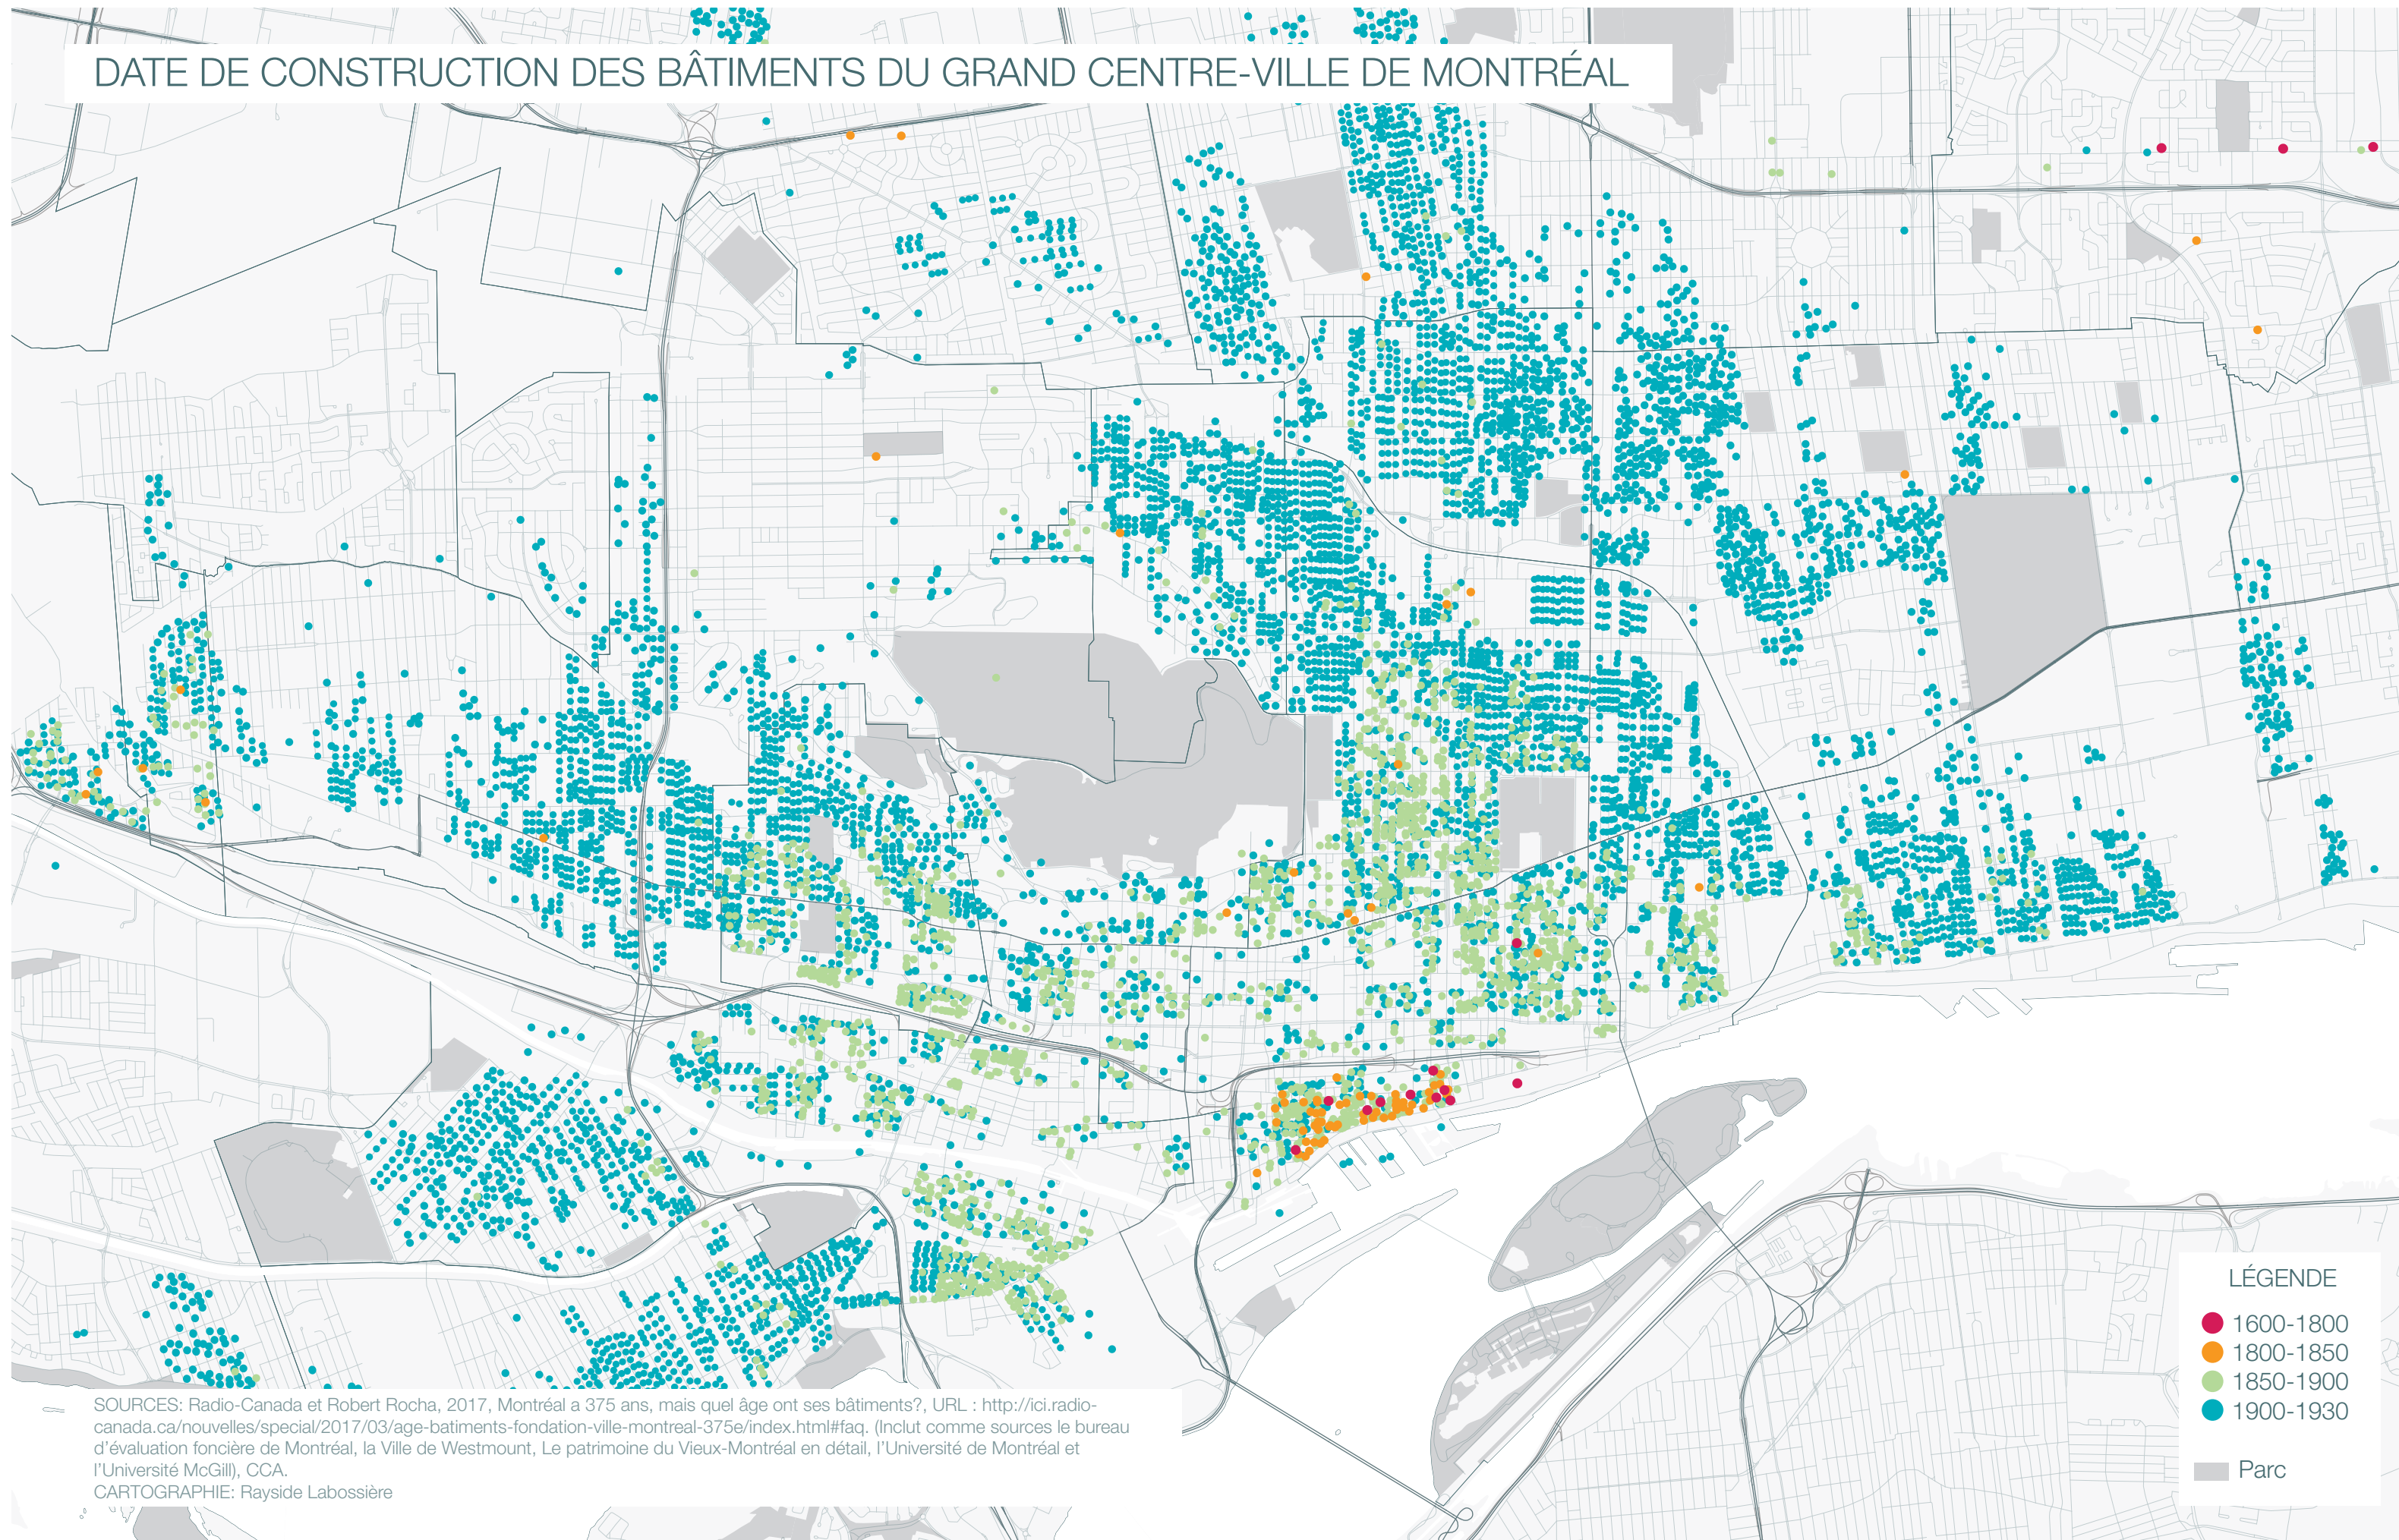 DATE DE CONSTRUCTION DES BÂTIMENTS DU GRAND CENTRE-VILLE DE MONTRÉAL
LÉGENDE
1600-1800
1800-1850
1850-1900
1900-1930
Parc
SOURCES: Radio-Canada et Robert Rocha, 2017, Montréal a 375 ans, mais quel âge ont ses bâtiments?, URL : http://ici.radio-
canada.ca/nouvelles/special/2017/03/age-batiments-fondation-ville-montreal-375e/index.html#faq. (Inclut comme sources le bureau
d'évaluation foncière de Montréal, la Ville de Westmount, Le patrimoine du Vieux-Montréal en détail, l'Université de Montréal et
l'Université McGill), CCA.
CARTOGRAPHIE: Rayside Labossière